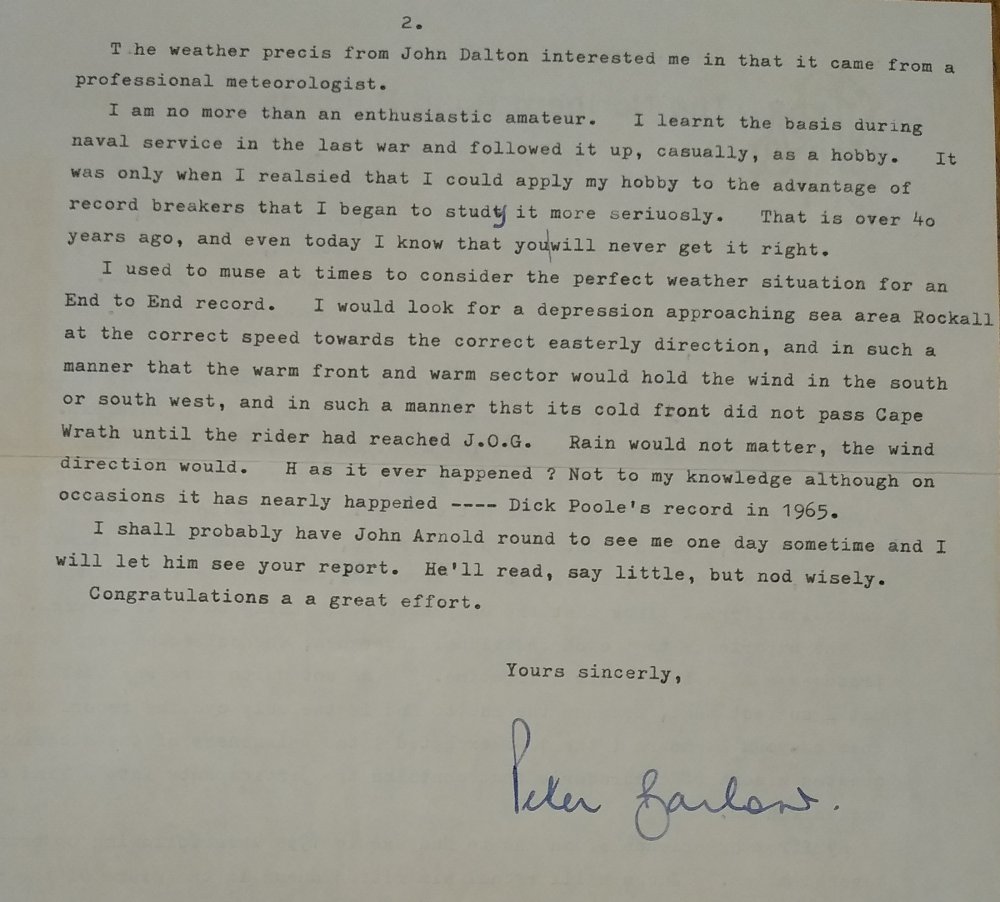 2.
T he weather precis from John Dalton interested me in that it came from a
professional meteorologist.
I am no more than an enthusiastic amateur. I learnt the basis during
naval service in the last war and followed it up, casually, as a hobby. It
was only when I realsied that I could apply my hobby to the advantage of
record breakers that I began to study it more seriuosly. That is over 4o
years ago, and even today I know that you|will never get it right.
I used to muse at times to consider the perfect weather situation for an
End to End record. I would look for a depression approaching sea area Rockall
at the correct speed towards the correct easterly direction, and in such a
manner that the warm front and warm sector would hold the wind in the south
or south west, and in such a manner thst its cold front did not pass Cape
Wrath until the rider had reached J.O.G. Rain would not matter, the wind
direction would. H as it ever happened ? Not to my knowledge although on
occasions it has nearly happened ---- Dick Poole's record in 1965.
I shall probably have John Arnold round to see me one day sometime and I
will let him see your report. He'll read, say little, but nod wisely.
Congratulations a a great effort.
Yours sincerely,
Peter Barlow.